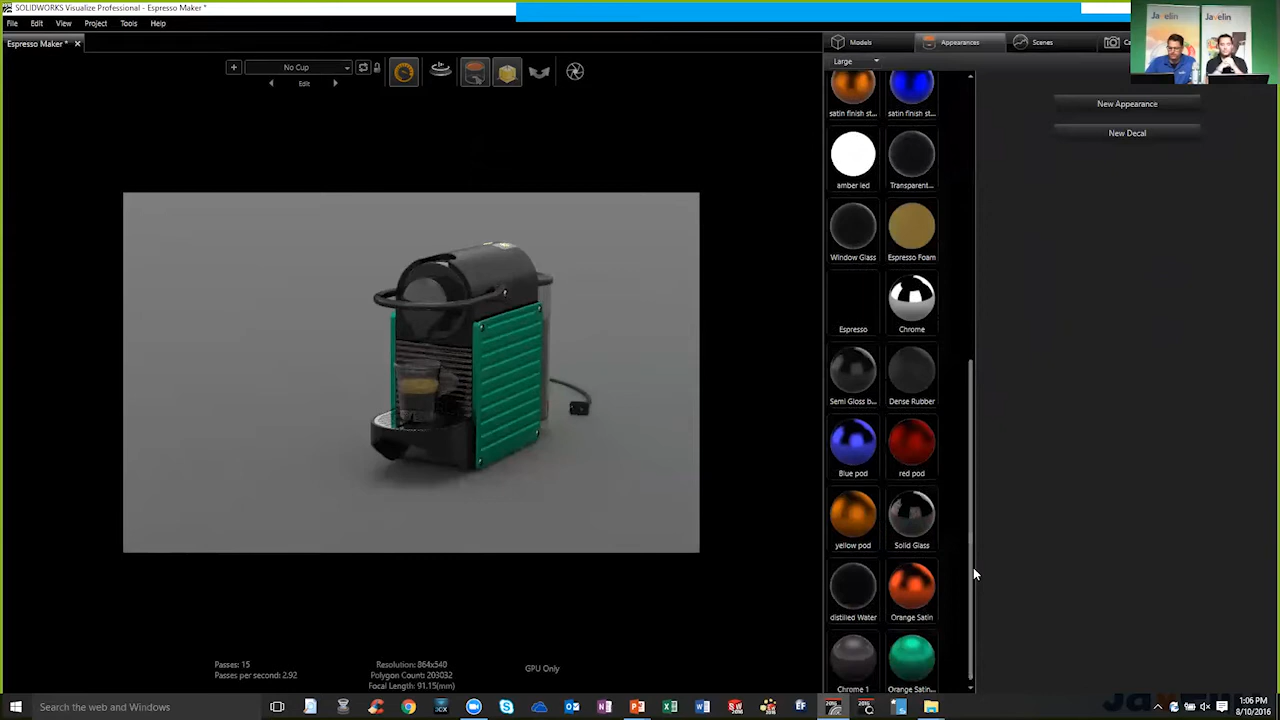 SOLIDWORKS Visualize Professional - Espresso Maker *
File Edit View Project Tools Help
Espresso Maker *
No Cup
Edit
Models
Appearances
Scenes
Large
New Appearance
New Decal
satin finish st...
satin finish st...
amber led
Transparent...
Window Glass
Espresso Foam
Espresso
Chrome
Semi Gloss b...
Dense Rubber
Blue pod
red pod
yellow pod
Solid Glass
distilled Water
Orange Satin
Chrome 1
Orange Satin...
Passes: 15
Passes per second: 2.92
Resolution: 864x540
Polygon Count: 203032
Focal Length: 91.15(mm)
GPU Only
Javelin
Javelin
Search the web and Windows
1:06 PM
8/10/2016